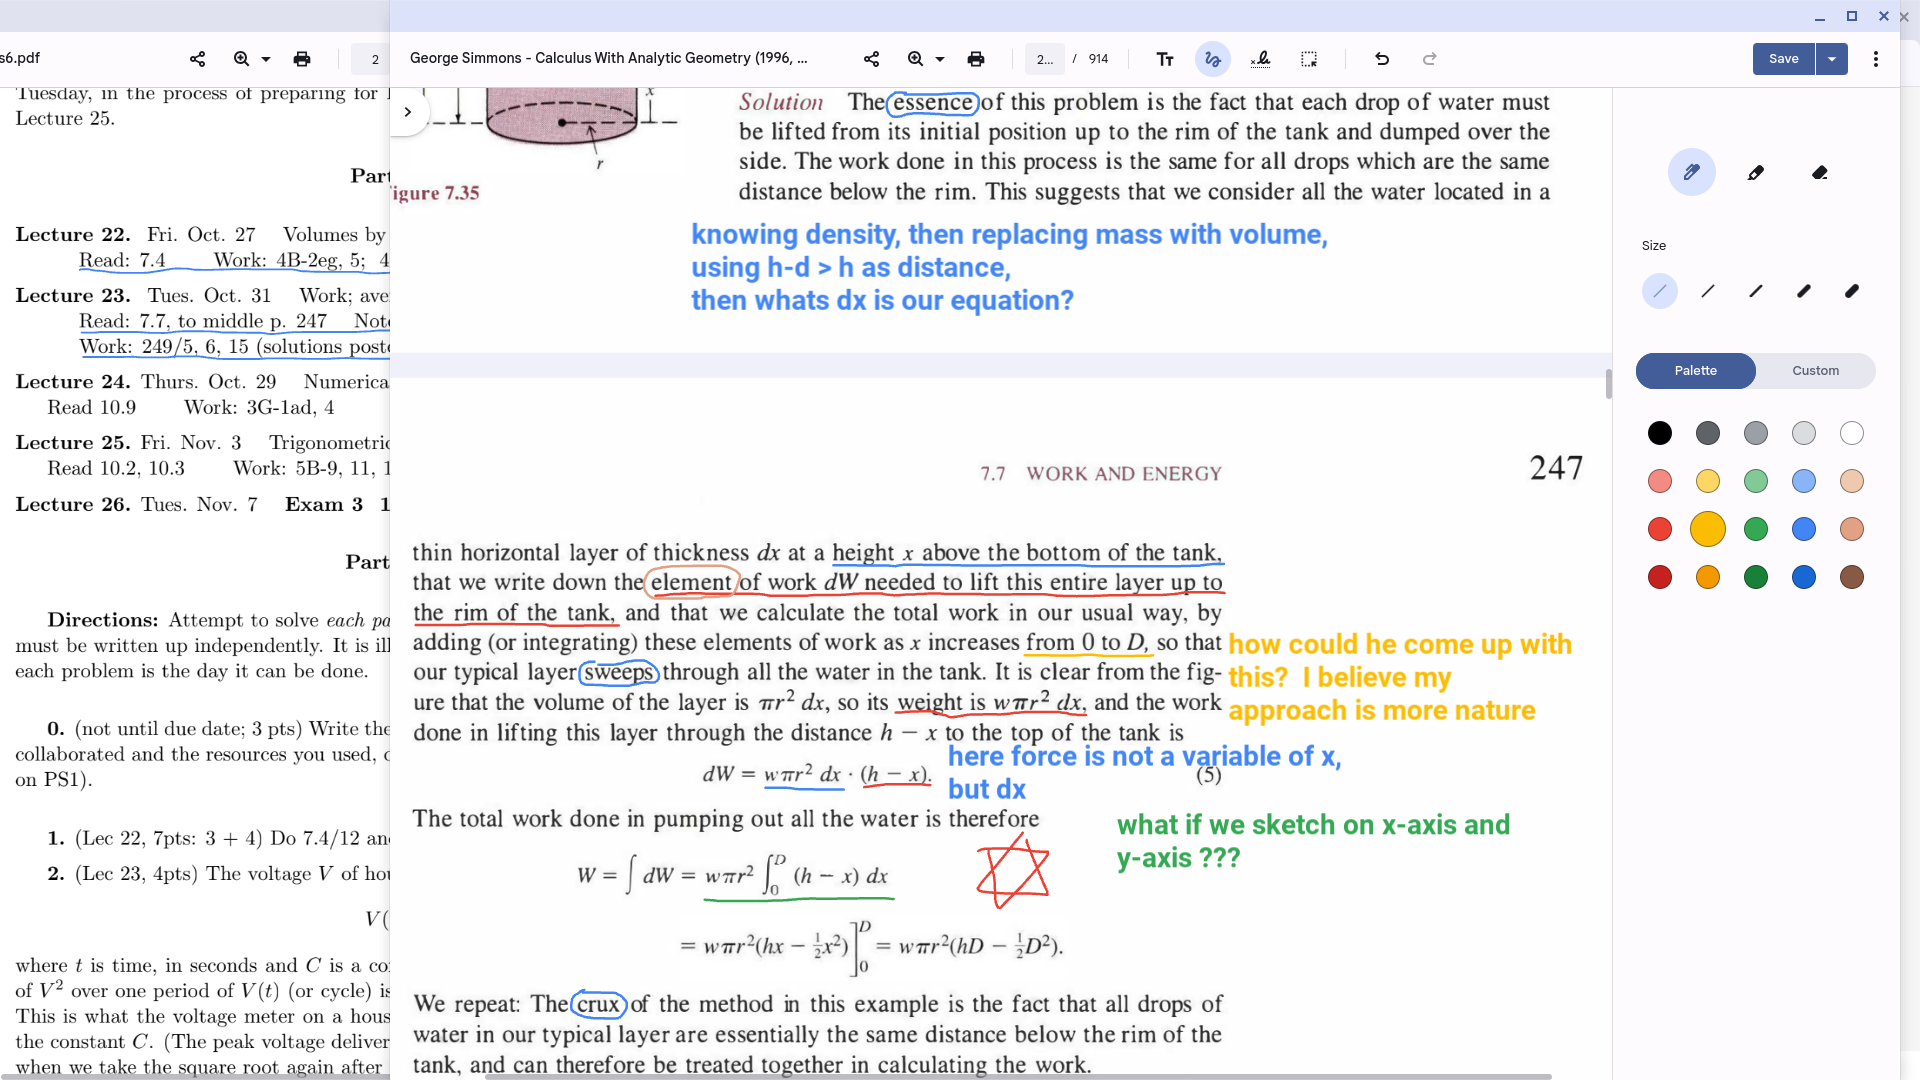 s6.pdf
2
George Simmons - Calculus With Analytic Geometry (1996, ...
2... / 914
Save
Tuesday, in the process of preparing for
Lecture 25.
Part
Lecture 22. Fri. Oct. 27 Volumes by
Read: 7.4 Work: 4B-2eg, 5; 4
Lecture 23. Tues. Oct. 31 Work; ave
Read: 7.7, to middle p. 247 Note
Work: 249/5, 6, 15 (solutions poste
Lecture 24. Thurs. Oct. 29 Numerica
Read 10.9 Work: 3G-1ad, 4
Lecture 25. Fri. Nov. 3 Trigonometric
Read 10.2, 10.3 Work: 5B-9, 11, 1
Lecture 26. Tues. Nov. 7 Exam 3 1
Part
Directions: Attempt to solve each pa
must be written up independently. It is ill
each problem is the day it can be done.
0. (not until due date; 3 pts) Write the
collaborated and the resources you used, o
on PS1).
1. (Lec 22, 7pts: 3 + 4) Do 7.4/12 an
2. (Lec 23, 4pts) The voltage V of hou
V(
where t is time, in seconds and C is a co
of V² over one period of V(t) (or cycle) is
This is what the voltage meter on a hous
the constant C. (The peak voltage deliver
when we take the square root again after
x
r
igure 7.35
Solution The essence of this problem is the fact that each drop of water must
be lifted from its initial position up to the rim of the tank and dumped over the
side. The work done in this process is the same for all drops which are the same
distance below the rim. This suggests that we consider all the water located in a
knowing density, then replacing mass with volume,
using h-d > h as distance,
then whats dx is our equation?
7.7 WORK AND ENERGY 247
thin horizontal layer of thickness dx at a height x above the bottom of the tank,
that we write down the element of work dW needed to lift this entire layer up to
the rim of the tank, and that we calculate the total work in our usual way, by
adding (or integrating) these elements of work as x increases from 0 to D, so that
our typical layer sweeps through all the water in the tank. It is clear from the fig-
ure that the volume of the layer is πr² dx, so its weight is wπr² dx, and the work
done in lifting this layer through the distance h − x to the top of the tank is
how could he come up with
this? I believe my
approach is more nature
dW = wπr² dx · (h − x). (5)
here force is not a variable of x,
but dx
The total work done in pumping out all the water is therefore
what if we sketch on x-axis and
y-axis ???
W = ∫ dW = wπr² ∫₀ᴰ (h − x) dx
= wπr²(hx − ½x²)]₀ᴰ = wπr²(hD − ½D²).
We repeat: The crux of the method in this example is the fact that all drops of
water in our typical layer are essentially the same distance below the rim of the
tank, and can therefore be treated together in calculating the work.
Size
Palette
Custom